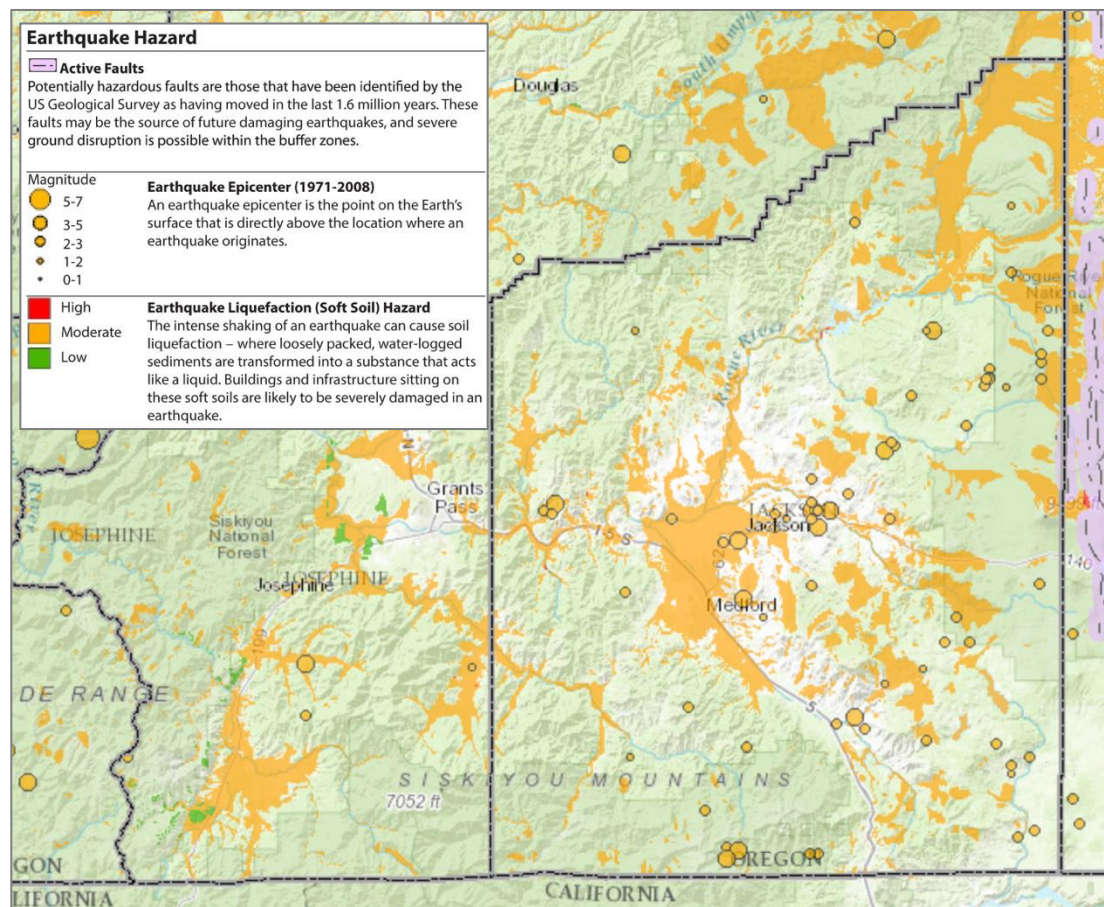 Earthquake Hazard
Active Faults
Potentially hazardous faults are those that have been identified by the
US Geological Survey as having moved in the last 1.6 million years. These
faults may be the source of future damaging earthquakes, and severe
ground disruption is possible within the buffer zones.
Magnitude
5-7
3-5
2-3
1-2
0-1
Earthquake Epicenter (1971-2008)
An earthquake epicenter is the point on the Earth's
surface that is directly above the location where an
earthquake originates.
High
Moderate
Low
Earthquake Liquefaction (Soft Soil) Hazard
The intense shaking of an earthquake can cause soil
liquefaction – where loosely packed, water-logged
sediments are transformed into a substance that acts
like a liquid. Buildings and infrastructure sitting on
these soft soils are likely to be severely damaged in an
earthquake.
South Umpq
Douglas
Rogue River
National
Forest
Rogue River
River
N
Grants
Pass
JOSEPHINE
Siskiyou
National
Forest
JOSEPHINE
Josephine
I-5 S
JACKS
Jackson
62
140
Medford
199
DE RANGE
5
SISKIYOU MOUNTAINS
7052 ft
GON
OREGON
LIFORNIA
CALIFORNIA